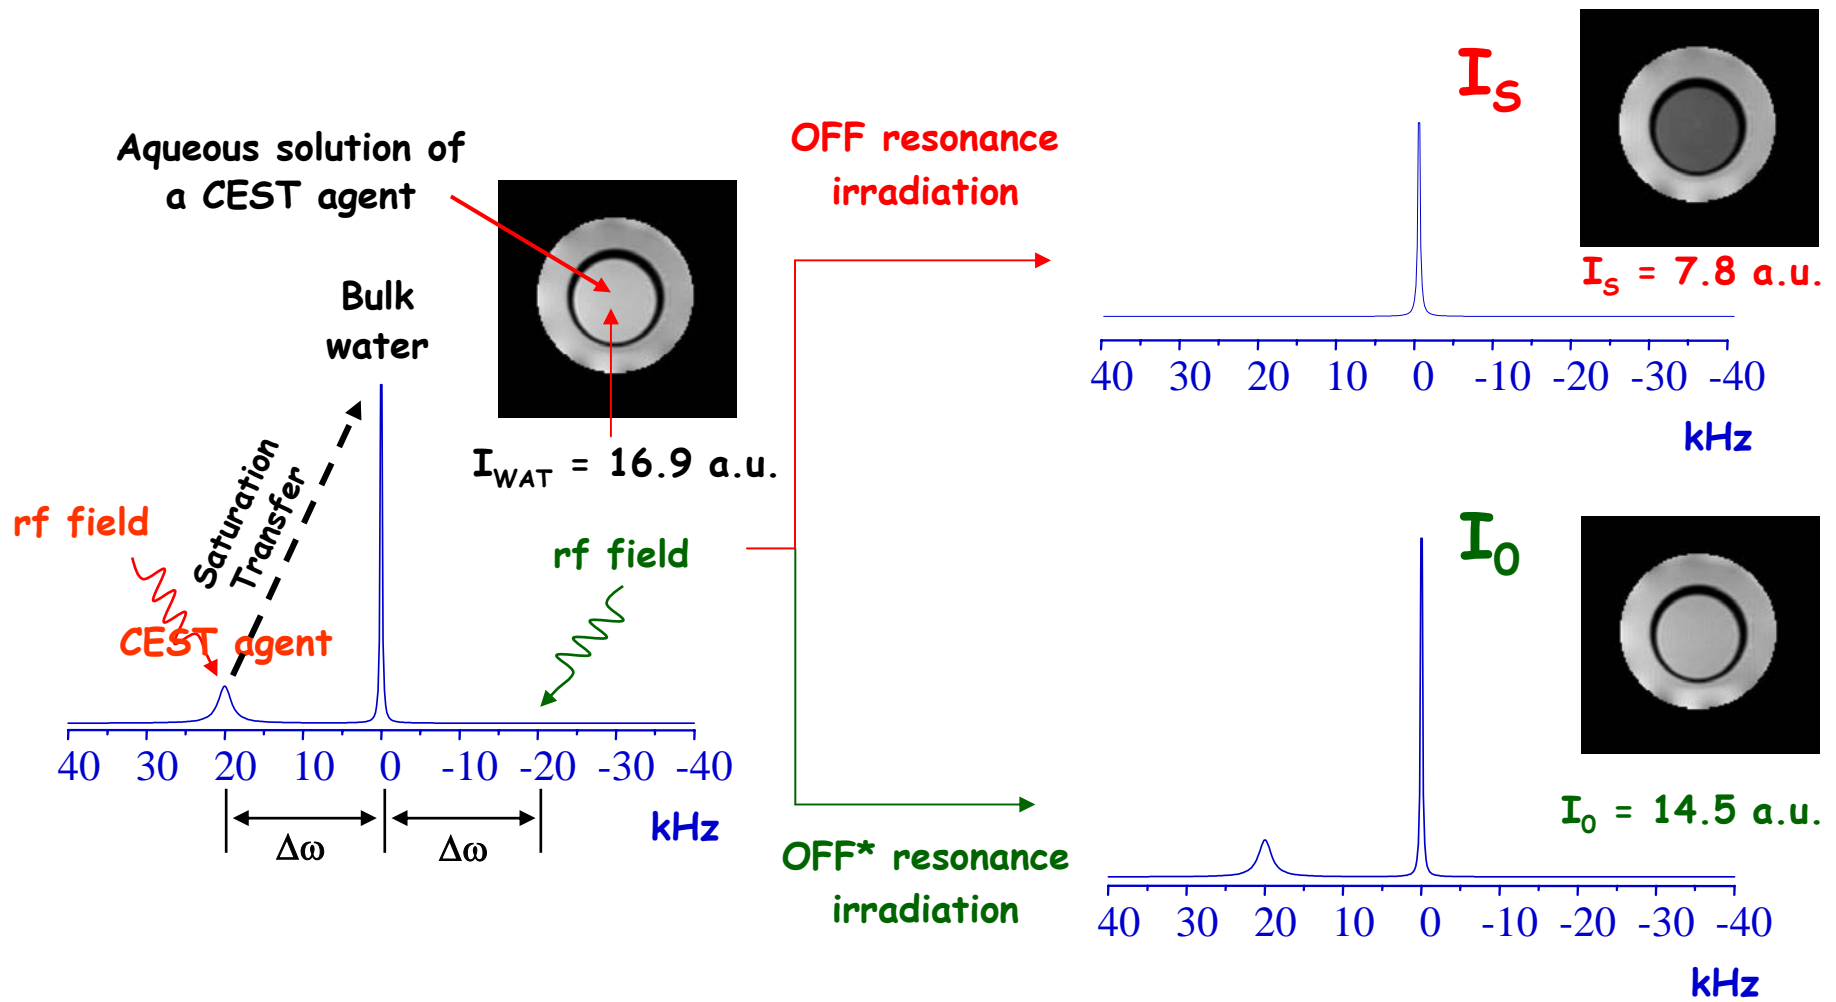 Aqueous solution of
a CEST agent
Bulk
water
I_WAT = 16.9 a.u.
Saturation
Transfer
rf field
CEST agent
rf field
40 30 20 10 0 -10 -20 -30 -40
kHz
Δω Δω
OFF resonance
irradiation
I_S
I_S = 7.8 a.u.
40 30 20 10 0 -10 -20 -30 -40
kHz
OFF* resonance
irradiation
I_0
I_0 = 14.5 a.u.
40 30 20 10 0 -10 -20 -30 -40
kHz